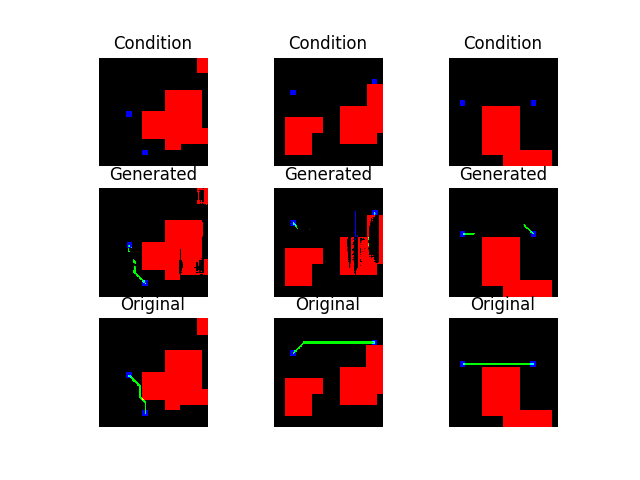 Condition Condition Condition
Generated Generated Generated
Original Original Original